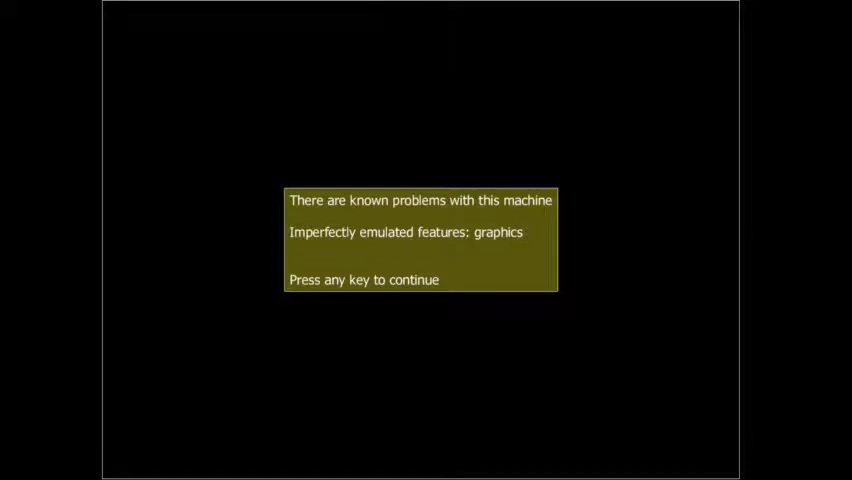 There are known problems with this machine
Imperfectly emulated features: graphics
Press any key to continue